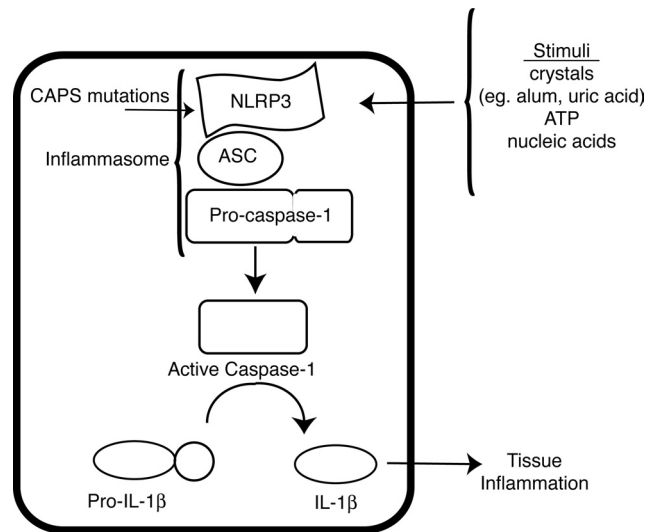 Stimuli
crystals
(eg. alum, uric acid)
ATP
nucleic acids
CAPS mutations
NLRP3
Inflammasome
ASC
Pro-caspase-1
Active Caspase-1
Pro-IL-1β
IL-1β
Tissue
Inflammation